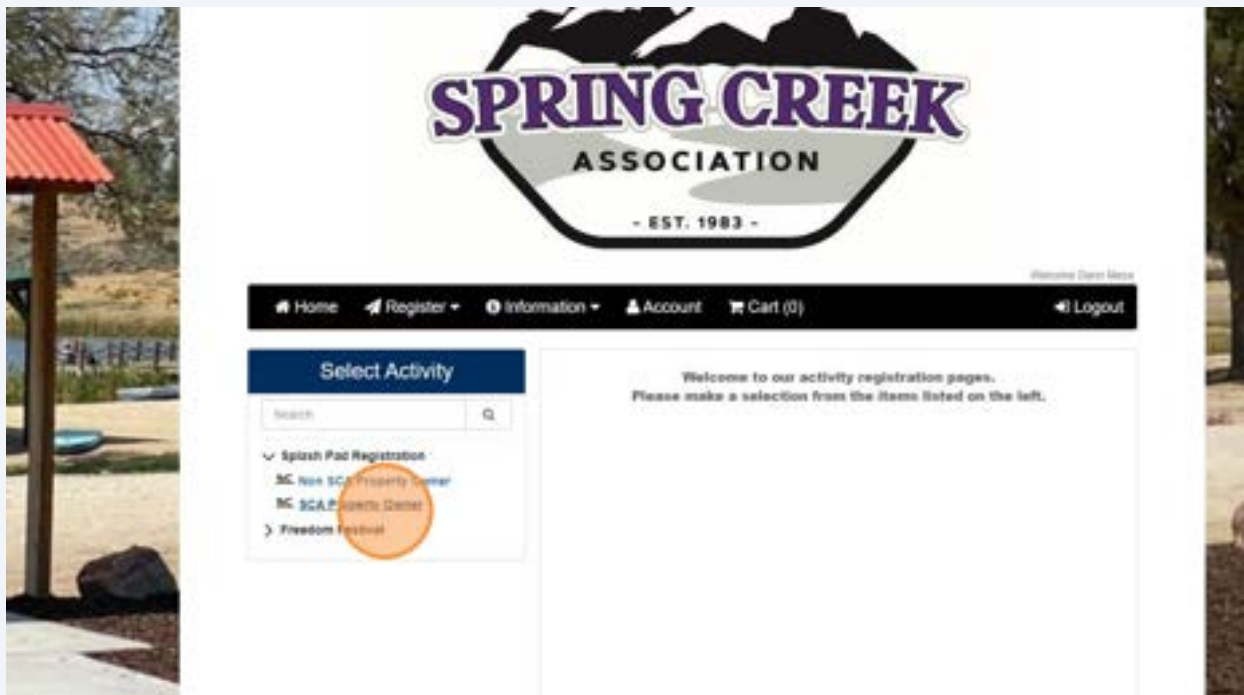 SPRING CREEK
ASSOCIATION
- EST. 1983 -
Welcome
Home Register Information Account Cart (0) Logout
Select Activity
Search
Welcome to our activity registration pages.
Please make a selection from the items listed on the left.
Splash Pad Registration
Non SCA Property Owner
SCA Property Owner
Freedom Festival